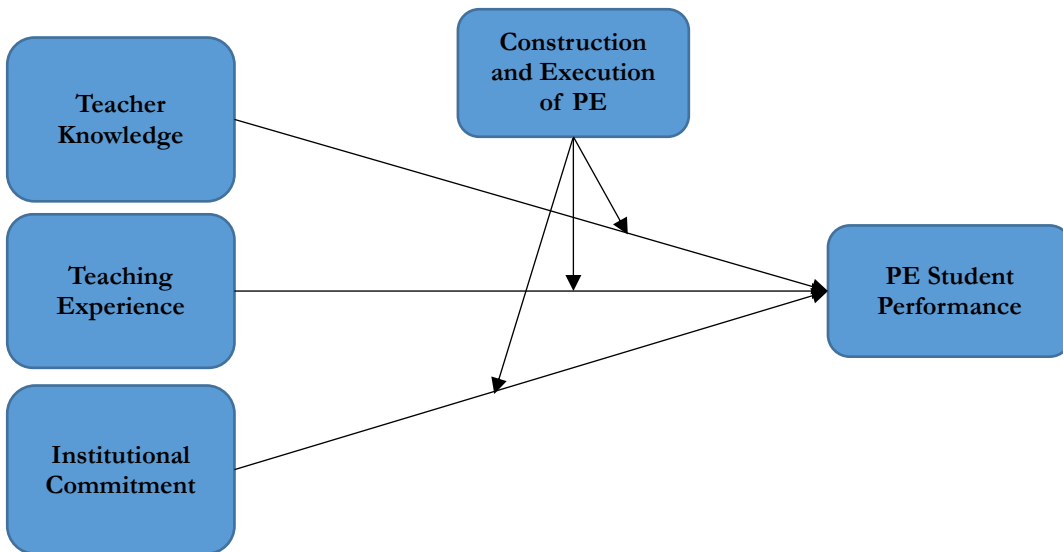 Construction
and Execution
of PE
Teacher
Knowledge
Teaching
Experience
PE Student
Performance
Institutional
Commitment